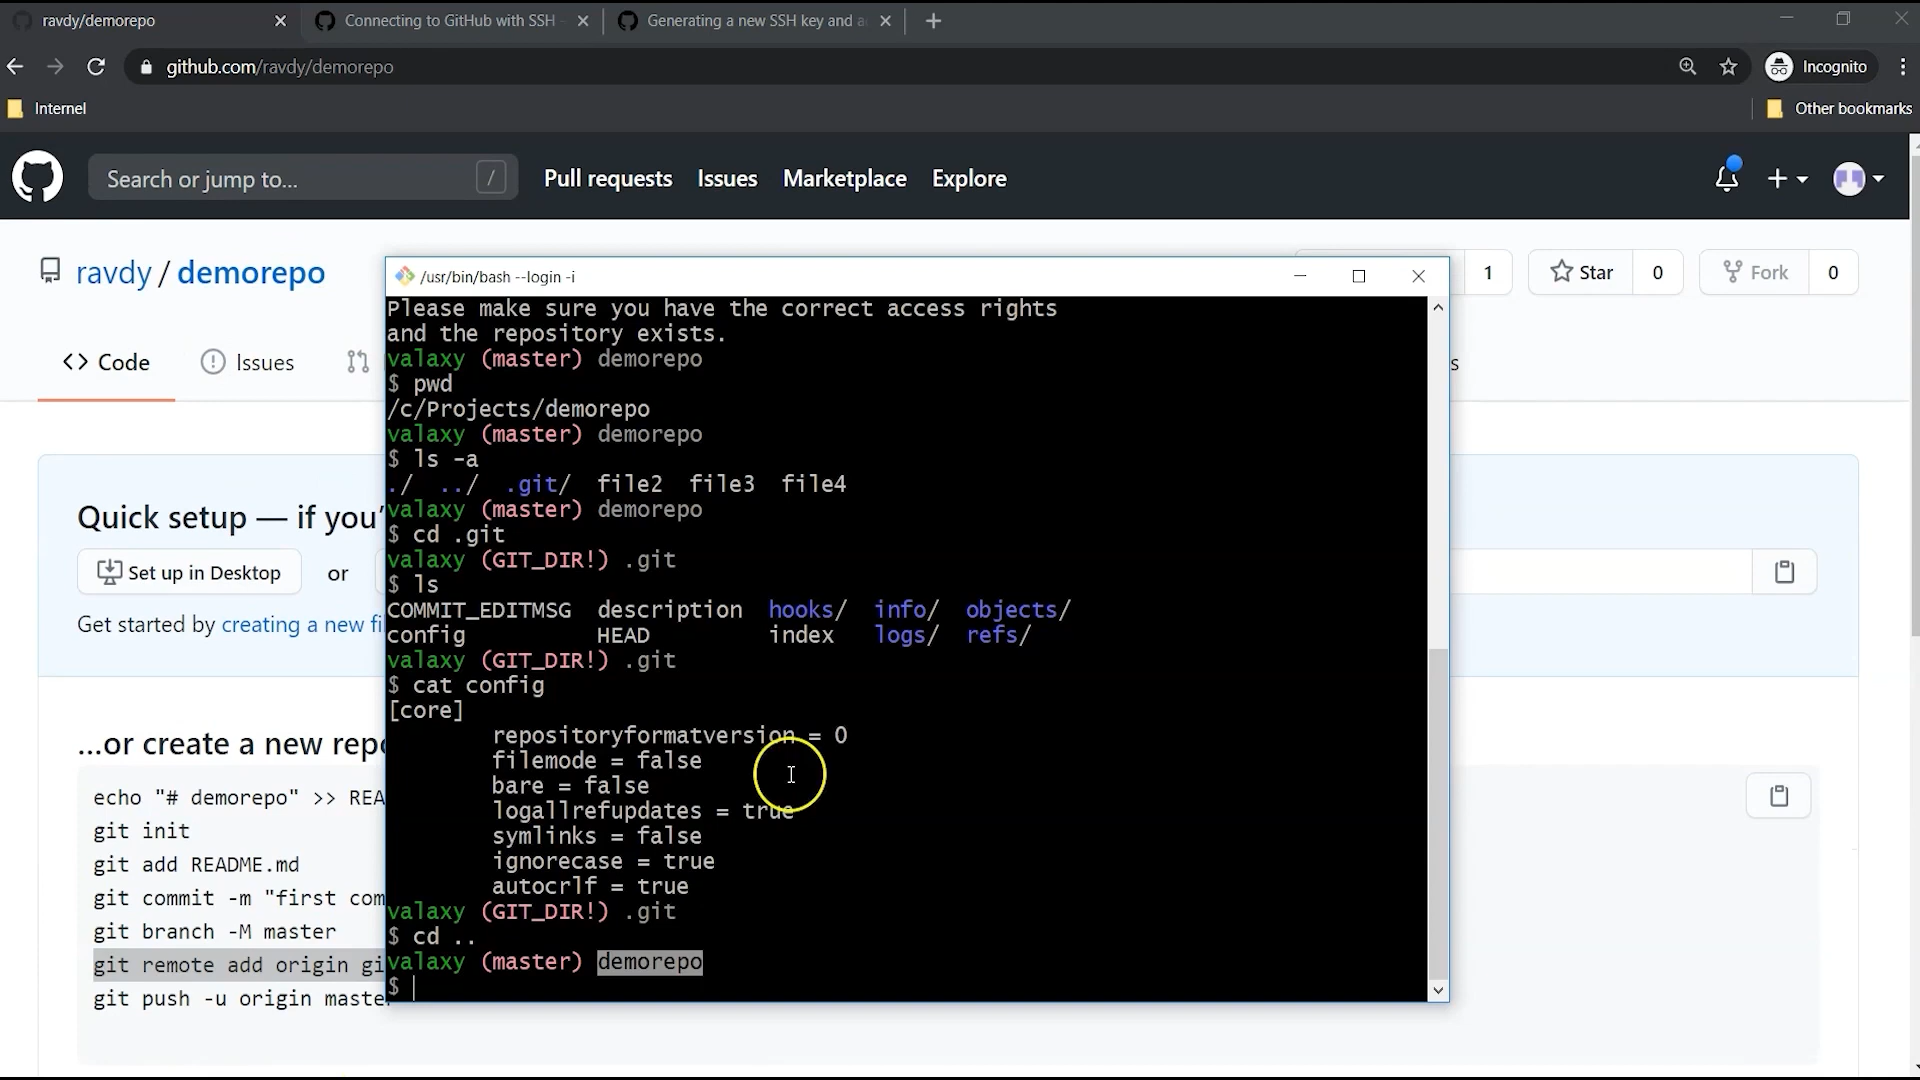 ravdy/demorepo
Connecting to GitHub with SSH
Generating a new SSH key and a
github.com/ravdy/demorepo
Incognito
Internet
Other bookmarks
Search or jump to...
/
Pull requests
Issues
Marketplace
Explore
ravdy / demorepo
1
Star
0
Fork
0
<> Code
Issues
s
Quick setup — if you'
Set up in Desktop
or
Get started by creating a new fi
...or create a new rep
echo "# demorepo" >> REA
git init
git add README.md
git commit -m "first com
git branch -M master
git remote add origin gi
git push -u origin maste
/usr/bin/bash --login -i
Please make sure you have the correct access rights
and the repository exists.
valaxy (master) demorepo
$ pwd
/c/Projects/demorepo
valaxy (master) demorepo
$ ls -a
./ ../ .git/ file2 file3 file4
valaxy (master) demorepo
$ cd .git
valaxy (GIT_DIR!) .git
$ ls
COMMIT_EDITMSG description hooks/ info/ objects/
config HEAD index logs/ refs/
valaxy (GIT_DIR!) .git
$ cat config
[core]
repositoryformatversion = 0
filemode = false
bare = false
logallrefupdates = true
symlinks = false
ignorecase = true
autocrlf = true
valaxy (GIT_DIR!) .git
$ cd ..
valaxy (master) demorepo
$